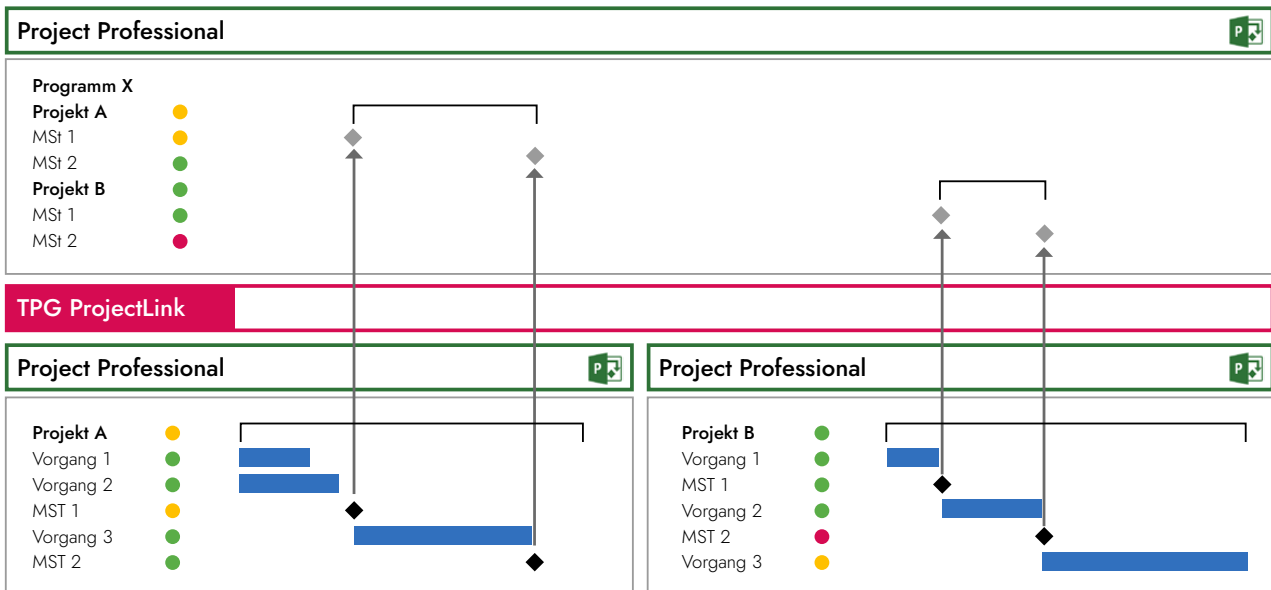 Project Professional
P
Programm X
Projekt A
MSt 1
MSt 2
Projekt B
MSt 1
MSt 2
TPG ProjectLink
Project Professional
P
Projekt A
Vorgang 1
Vorgang 2
MST 1
Vorgang 3
MST 2
Project Professional
P
Projekt B
Vorgang 1
MST 1
Vorgang 2
MST 2
Vorgang 3